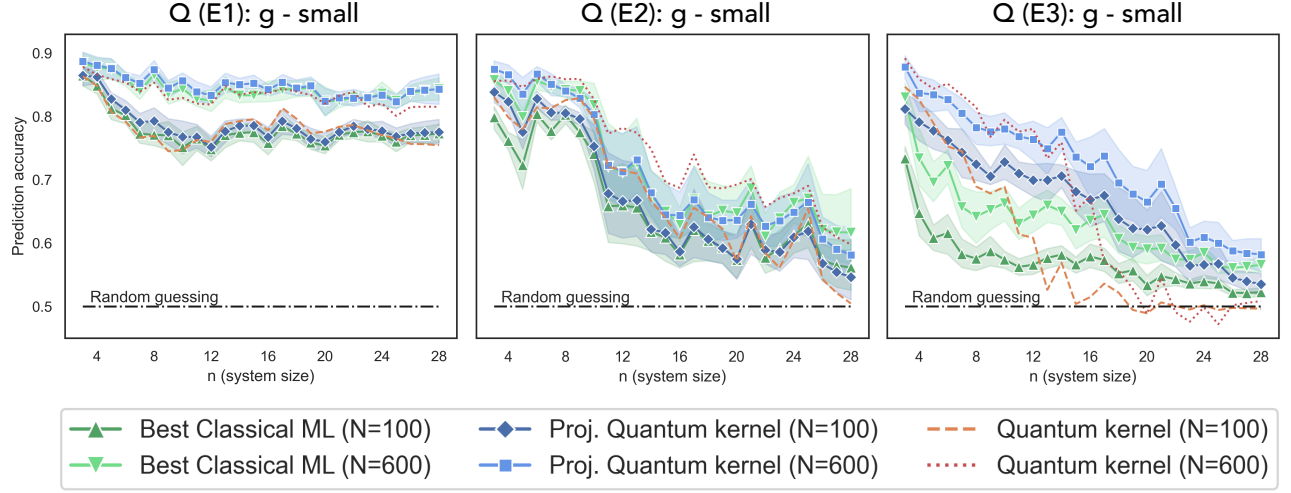 Q (E1): g - small
Q (E2): g - small
Q (E3): g - small
Prediction accuracy
0.9
0.8
0.7
0.6
0.5
Random guessing
Random guessing
Random guessing
4 8 12 16 20 24 28
4 8 12 16 20 24 28
4 8 12 16 20 24 28
n (system size)
n (system size)
n (system size)
Best Classical ML (N=100)
Proj. Quantum kernel (N=100)
Quantum kernel (N=100)
Best Classical ML (N=600)
Proj. Quantum kernel (N=600)
Quantum kernel (N=600)